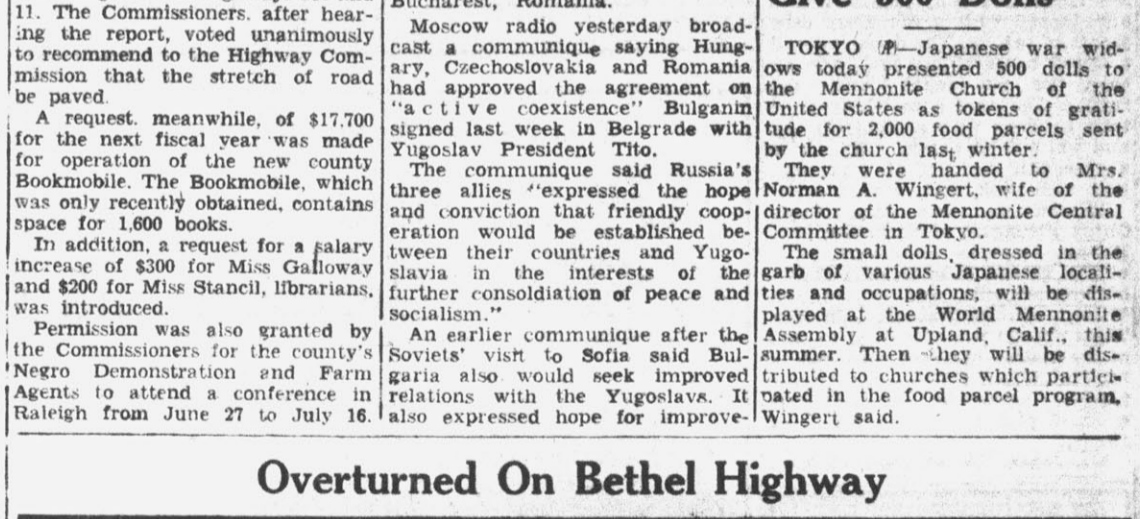 11. The Commissioners. after hear-
ing the report, voted unanimously
to recommend to the Highway Com-
mission that the stretch of road
be paved.
A request. meanwhile, of $17,700
for the next fiscal year was made
for operation of the new county
Bookmobile. The Bookmobile, which
was only recently obtained, contains
space for 1,600 books.
In addition, a request for a salary
increase of $300 for Miss Galloway
and $200 for Miss Stancil, librarians,
was introduced.
Permission was also granted by
the Commissioners for the county's
Negro Demonstration and Farm
Agents to attend a conference in
Raleigh from June 27 to July 16.
Bucharest, Romania.
Moscow radio yesterday broad-
cast a communique saying Hung-
ary, Czechoslovakia and Romania
had approved the agreement on
"active coexistence" Bulganin
signed last week in Belgrade with
Yugoslav President Tito.
The communique said Russia's
three allies "expressed the hope
and conviction that friendly coop-
eration would be established be-
tween their countries and Yugo-
slavia in the interests of the
further consoldiation of peace and
socialism."
An earlier communique after the
Soviets' visit to Sofia said Bul-
garia also would seek improved
relations with the Yugoslavs. It
also expressed hope for improve-
Give 500 Dolls
TOKYO (AP)—Japanese war wid-
ows today presented 500 dolls to
the Mennonite Church of the
United States as tokens of grati-
tude for 2,000 food parcels sent
by the church last winter.
They were handed to Mrs.
Norman A. Wingert, wife of the
director of the Mennonite Central
Committee in Tokyo.
The small dolls, dressed in the
garb of various Japanese locali-
ties and occupations, will be dis-
played at the World Mennonite
Assembly at Upland, Calif., this
summer. Then they will be dis-
tributed to churches which partici-
pated in the food parcel program,
Wingert said.
Overturned On Bethel Highway